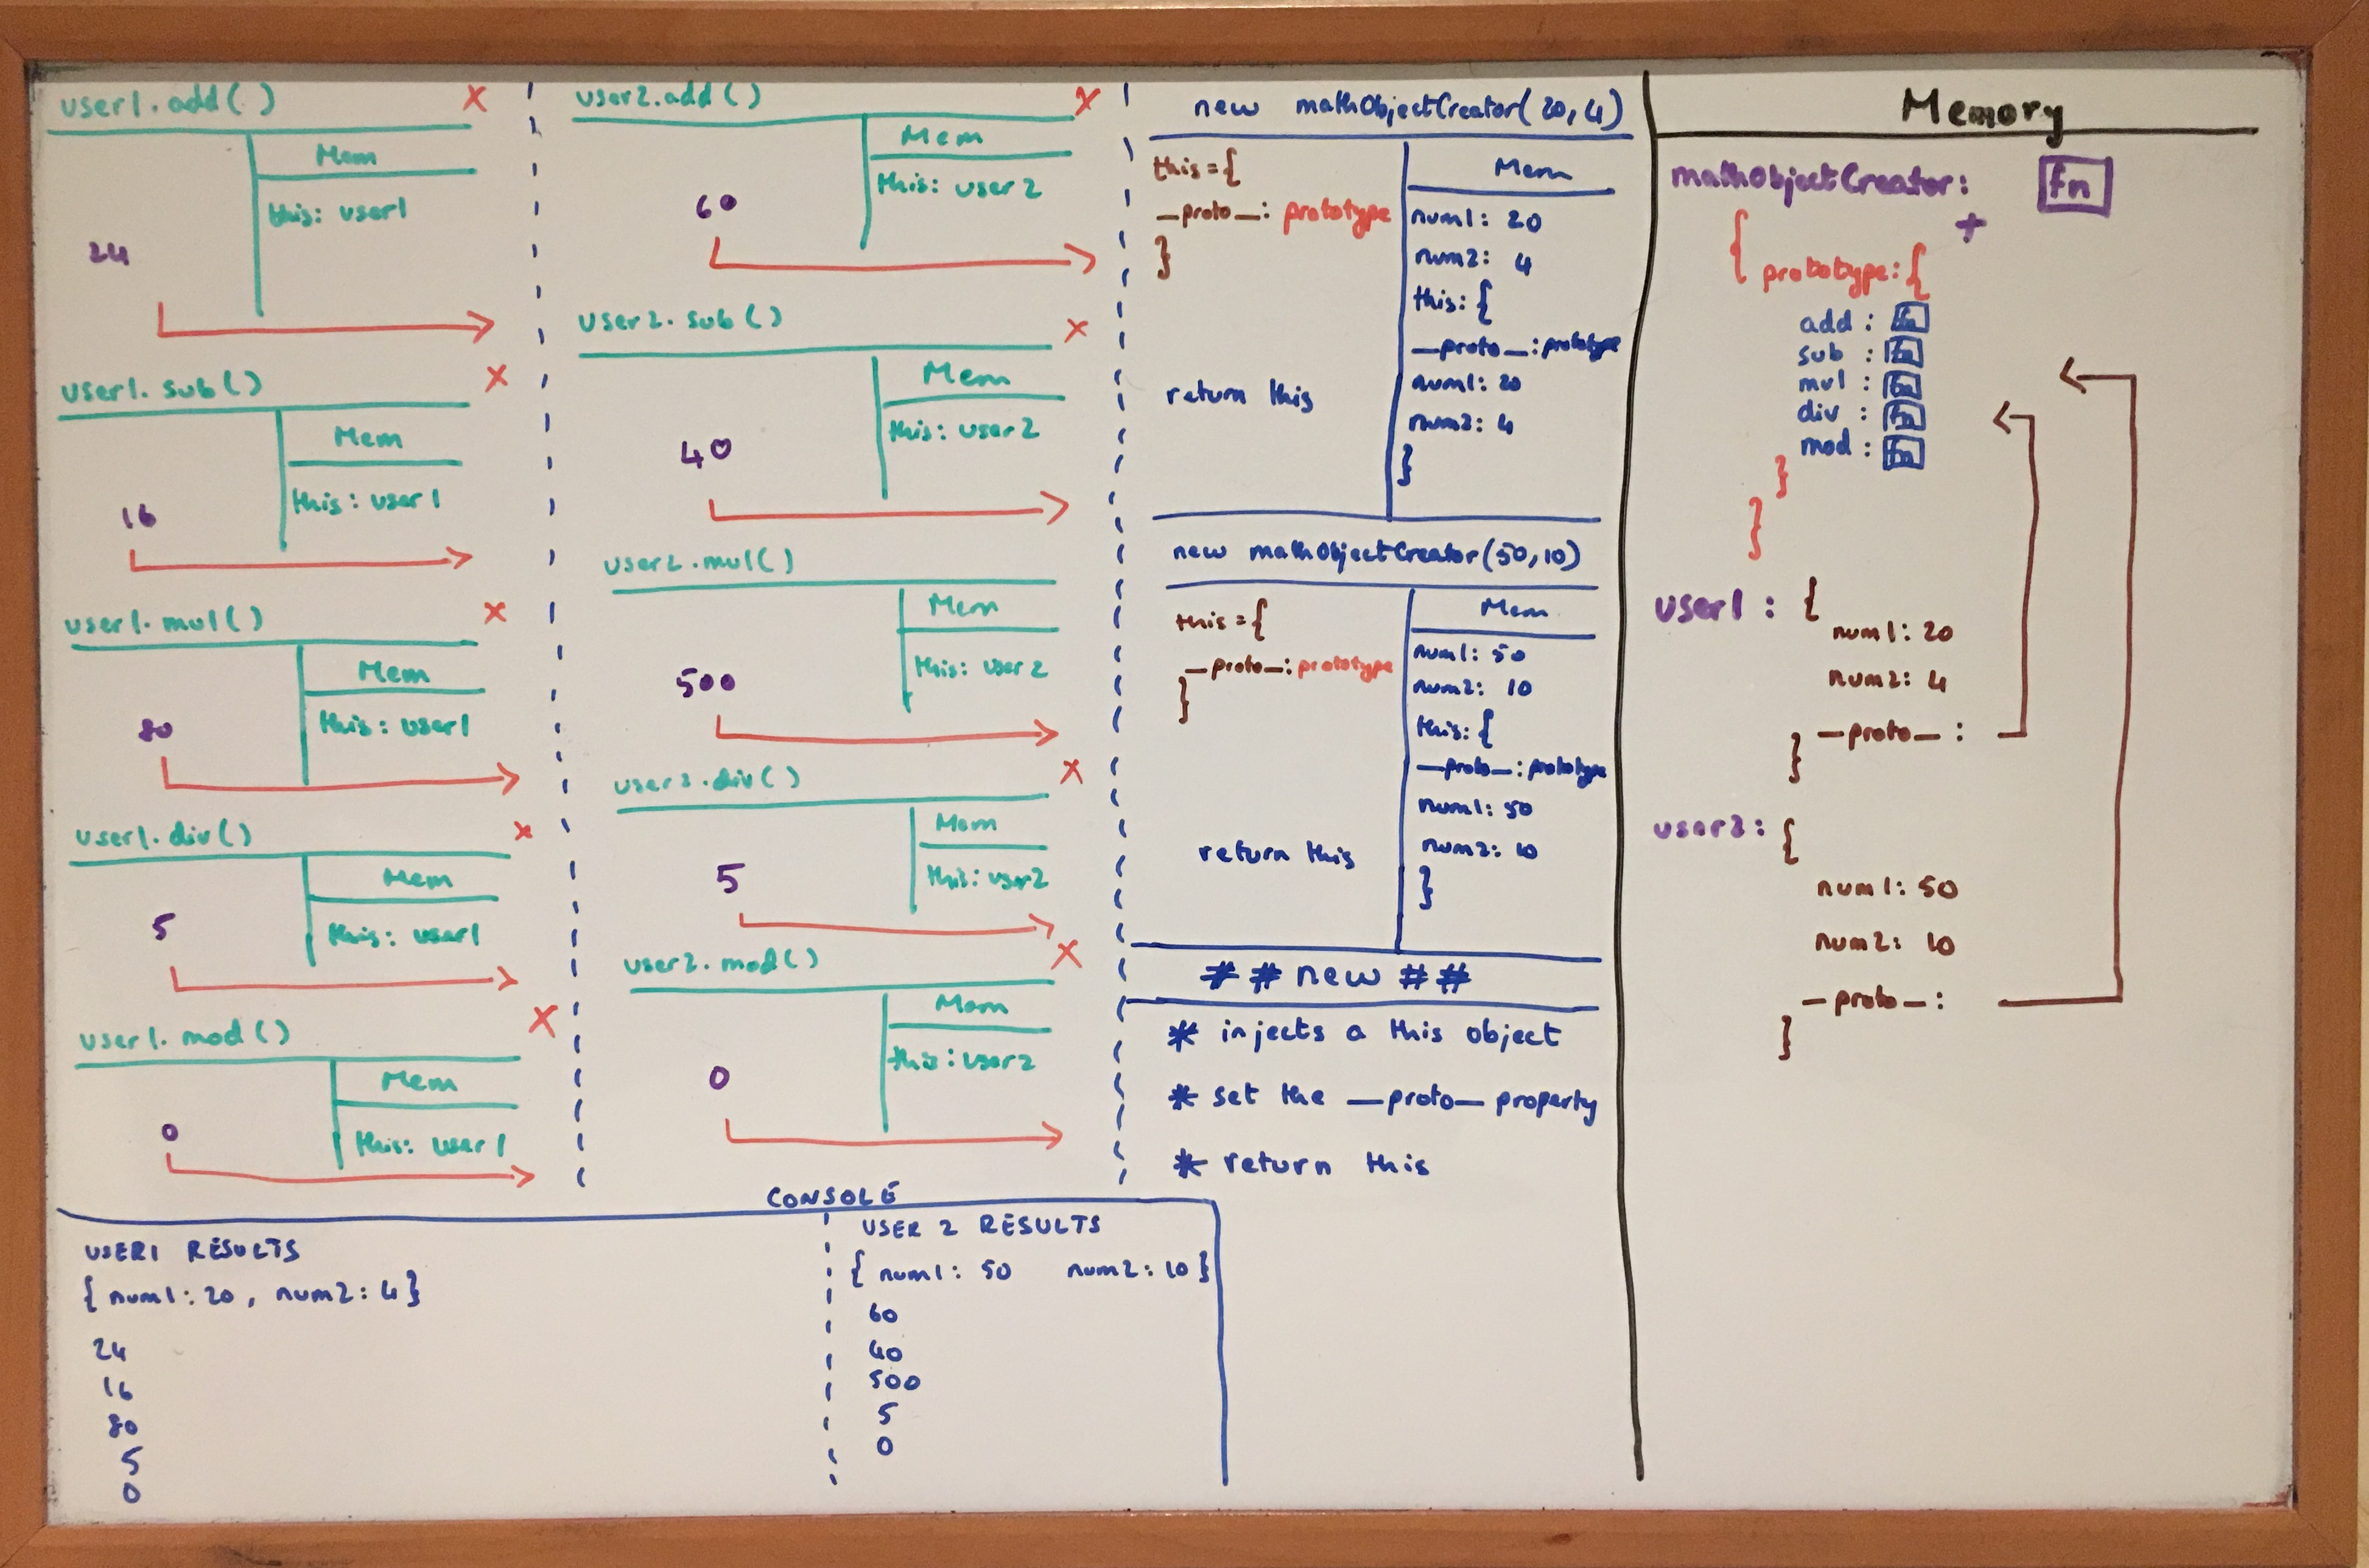 user1.add() x
Mem
this: user1
24
user1.sub() x
Mem
this: user1
16
user1.mul() x
Mem
this: user1
80
user1.div() x
Mem
this: user1
5
user1.mod() x
Mem
this: user1
0
user2.add() x
Mem
this: user2
60
user2.sub() x
Mem
this: user2
40
user2.mul()
Mem
this: user2
500
user2.div() x
Mem
this: user2
5
user2.mod() x
Mem
this: user2
0
new mathObjectCreator(20,4)
this={
__proto__: prototype
}
return this
Mem
num1: 20
num2: 4
this: {
__proto__: prototype
num1: 20
num2: 4
}
new mathObjectCreator(50,10)
this={
__proto__: prototype
}
return this
Mem
num1: 50
num2: 10
this: {
__proto__: prototype
num1: 50
num2: 10
}
# # new # #
* injects a this object
* set the __proto__ property
* return this
Memory
mathObjectCreator: fn
+
{
prototype: {
add : fn
sub : fn
mul : fn
div : fn
mod : fn
}
}
user1 : {
num1: 20
num2: 4
__proto__ :
}
user2: {
num1: 50
num2: 10
__proto__ :
}
CONSOLE
USER1 RESULTS
{ num1: 20, num2: 4 }
24
16
80
5
0
USER 2 RESULTS
{ num1: 50 num2: 10 }
60
40
500
5
0